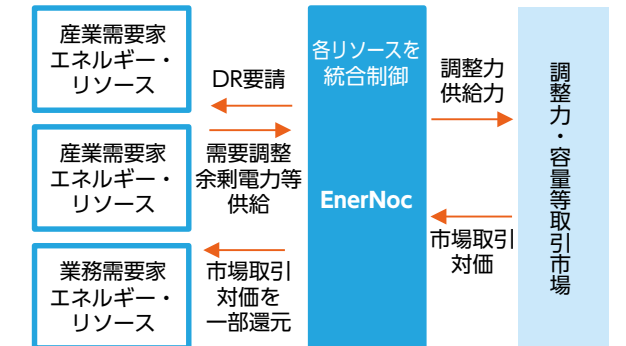 産業需要家
エネルギー・
リソース
産業需要家
エネルギー・
リソース
業務需要家
エネルギー・
リソース
DR要請
需要調整
余剰電力等
供給
市場取引
対価を
一部還元
各リソースを
統合制御
EnerNoc
調整力
供給力
市場取引
対価
調整力・容量等取引市場